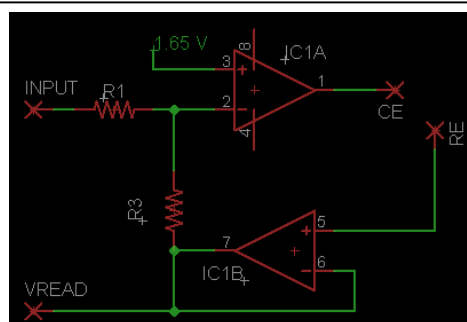 1.65 V
8
IC1A
3
+
INPUT
R1
1
2
-
4
CE
RE
R3
7
5
+
6
-
IC1B
VREAD